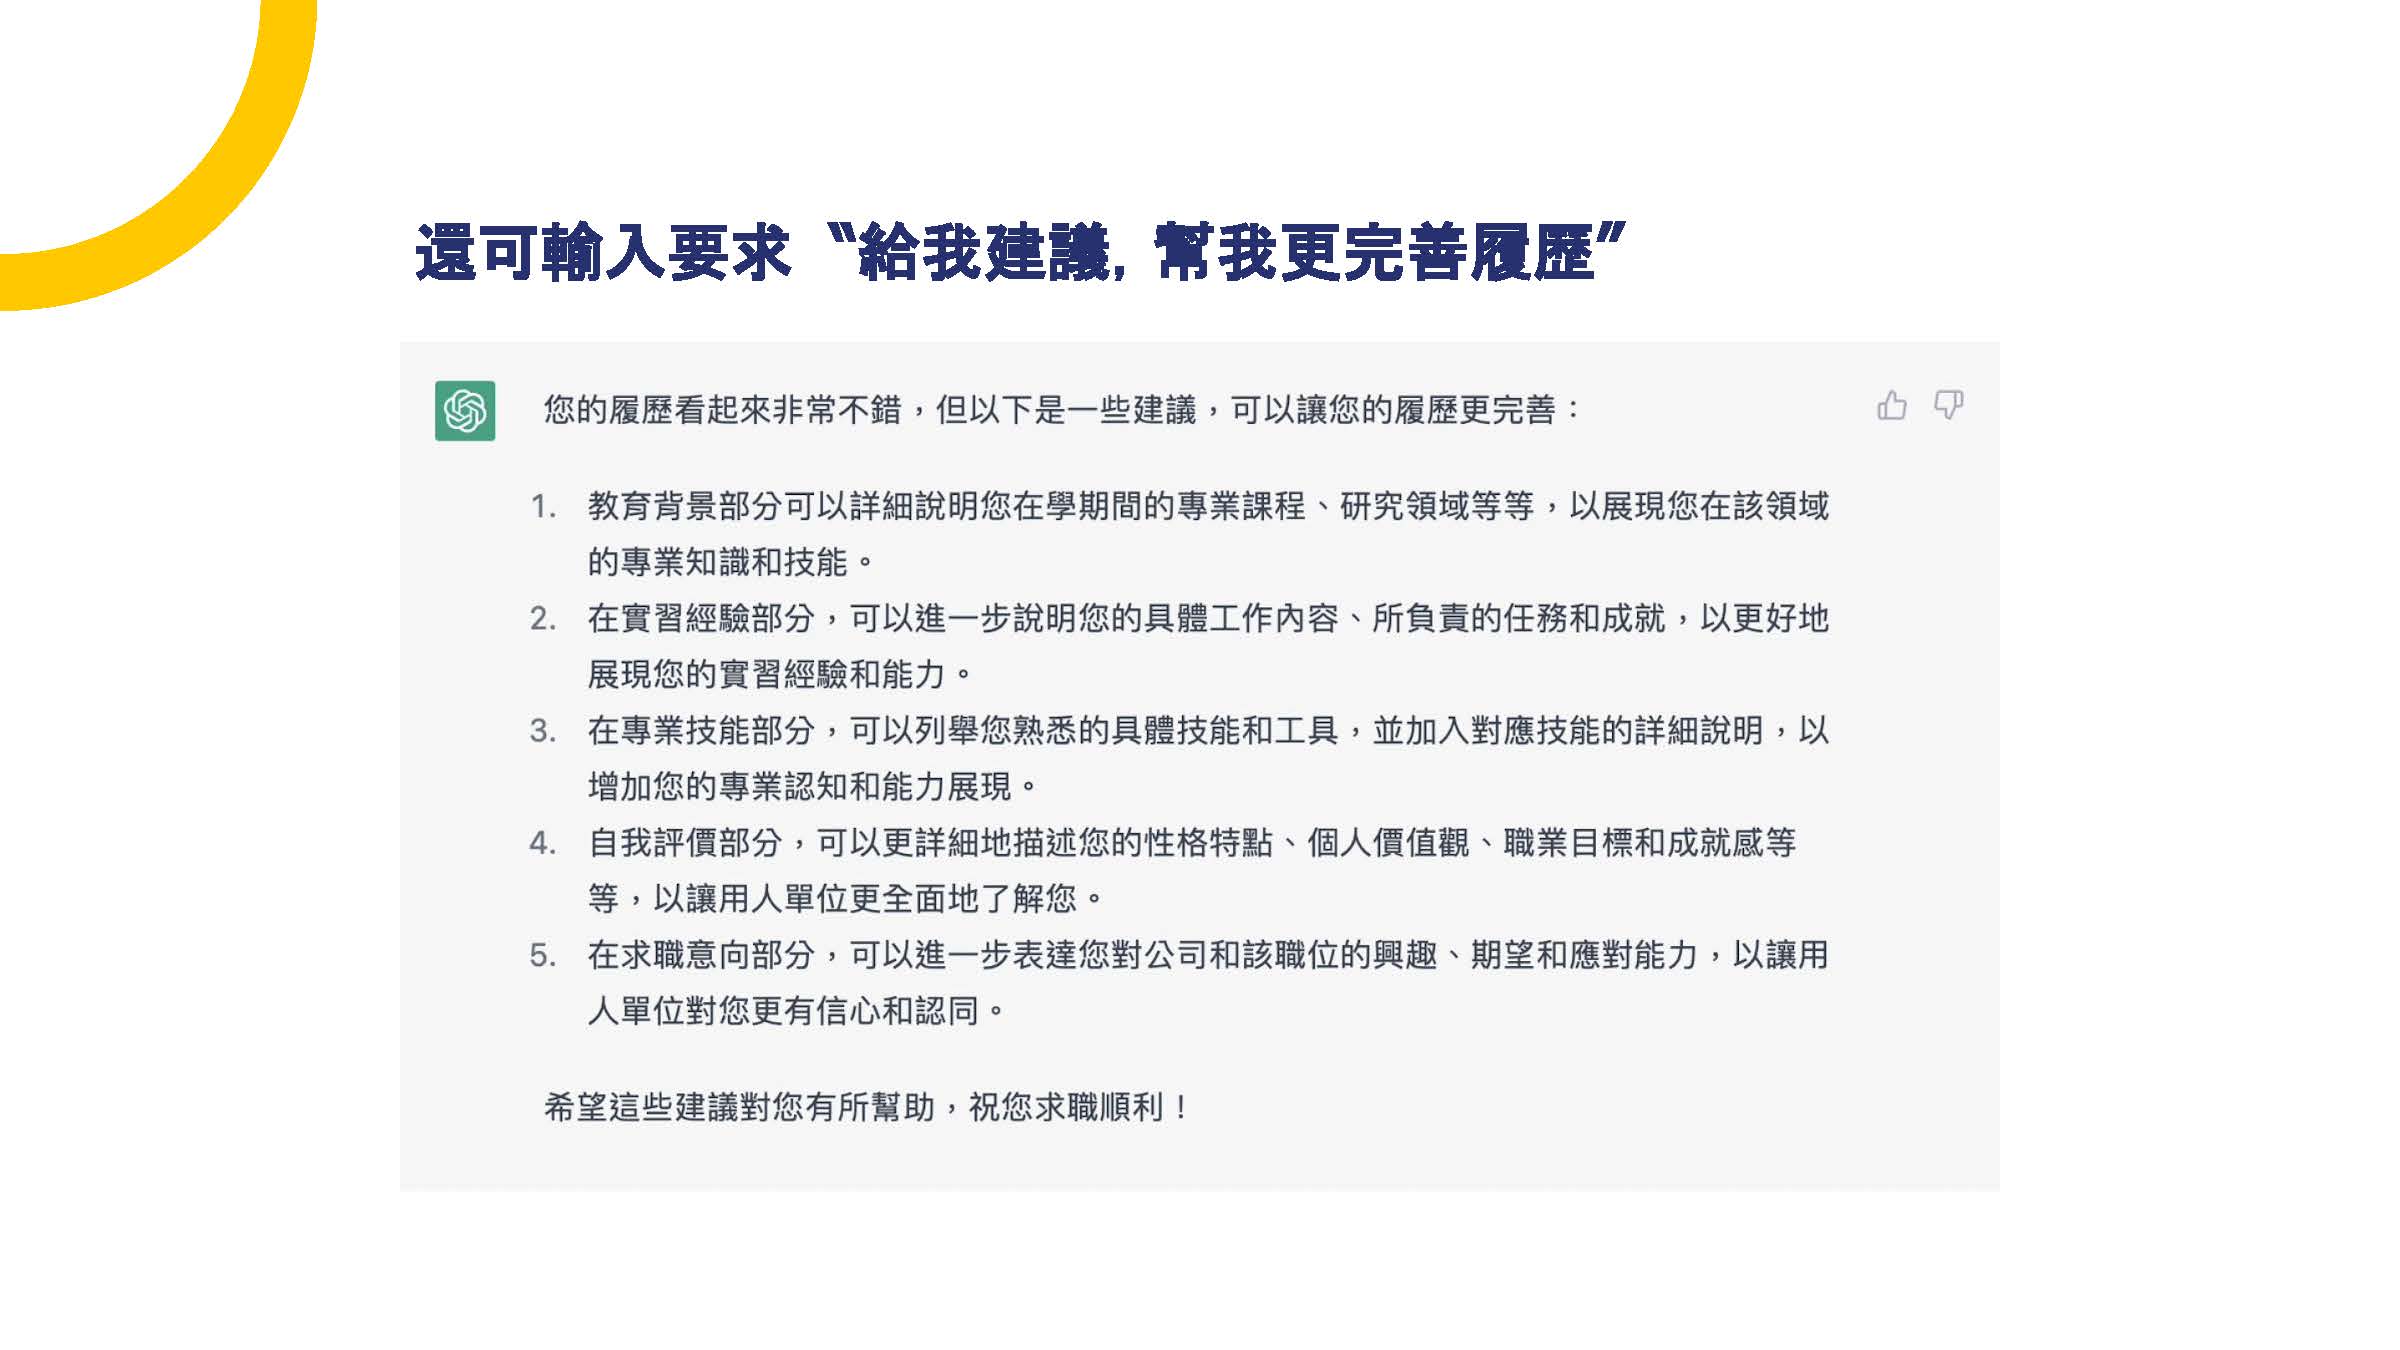 還可輸入要求〝給我建議, 幫我更完善履歷”
您的履歷看起來非常不錯，但以下是一些建議，可以讓您的履歷更完善：
1. 教育背景部分可以詳細說明您在學期間的專業課程、研究領域等等，以展現您在該領域
的專業知識和技能。
2. 在實習經驗部分，可以進一步說明您的具體工作內容、所負責的任務和成就，以更好地
展現您的實習經驗和能力。
3. 在專業技能部分，可以列舉您熟悉的具體技能和工具，並加入對應技能的詳細說明，以
增加您的專業認知和能力展現。
4. 自我評價部分，可以更詳細地描述您的性格特點、個人價值觀、職業目標和成就感等
等，以讓用人單位更全面地了解您。
5. 在求職意向部分，可以進一步表達您對公司和該職位的興趣、期望和應對能力，以讓用
人單位對您更有信心和認同。
希望這些建議對您有所幫助，祝您求職順利！